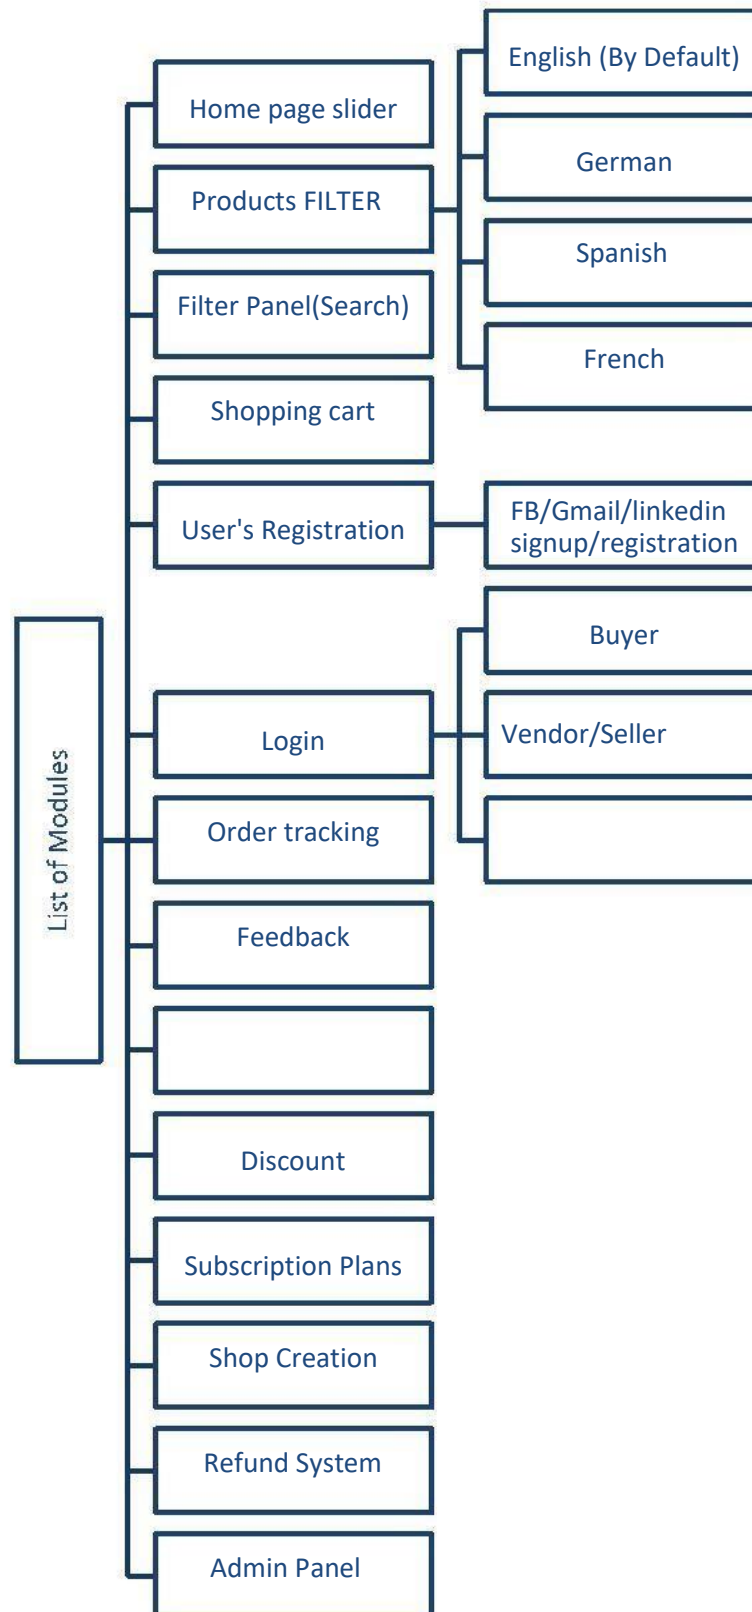 List of Modules
Home page slider
Products FILTER
English (By Default)
German
Spanish
French
Filter Panel(Search)
Shopping cart
User's Registration
FB/Gmail/linkedin
signup/registration
Login
Buyer
Vendor/Seller
Order tracking
Feedback
Discount
Subscription Plans
Shop Creation
Refund System
Admin Panel